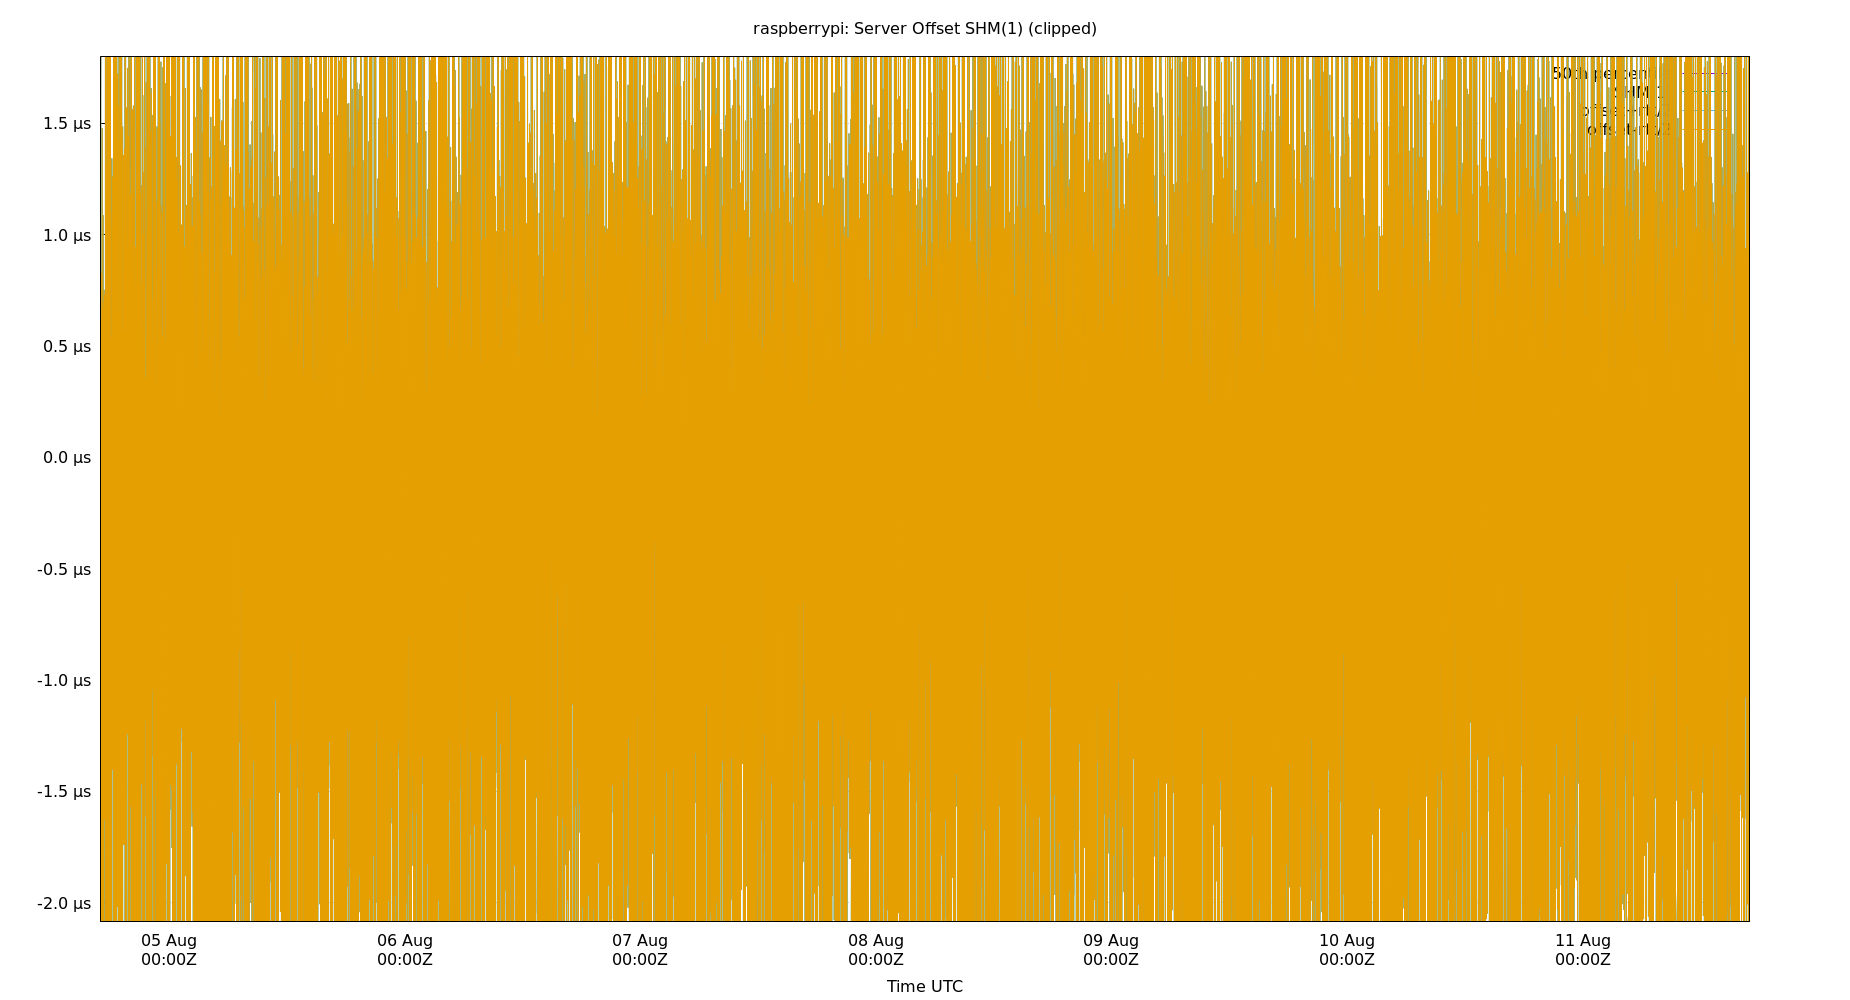 raspberrypi: Server Offset SHM(1) (clipped)
1.5 µs
1.0 µs
0.5 µs
0.0 µs
-0.5 µs
-1.0 µs
-1.5 µs
-2.0 µs
05 Aug 06 Aug 07 Aug 08 Aug 09 Aug 10 Aug 11 Aug
00:00Z 00:00Z 00:00Z 00:00Z 00:00Z 00:00Z 00:00Z
Time UTC